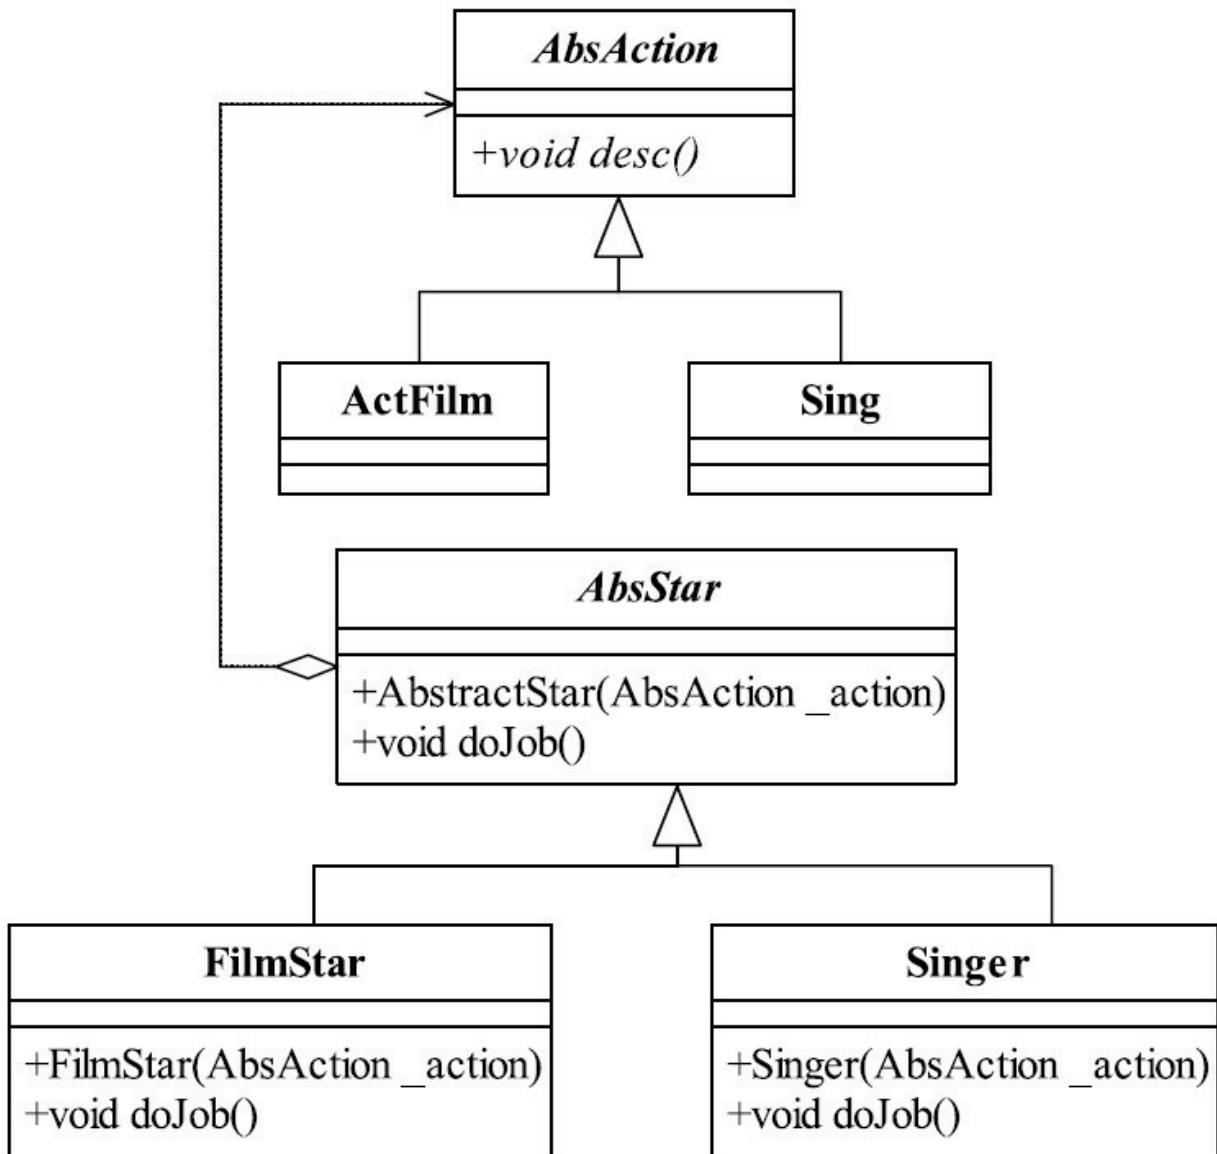 AbsAction
+void desc()
ActFilm
Sing
AbsStar
+AbstractStar(AbsAction _action)
+void doJob()
FilmStar
+FilmStar(AbsAction _action)
+void doJob()
Singer
+Singer(AbsAction _action)
+void doJob()